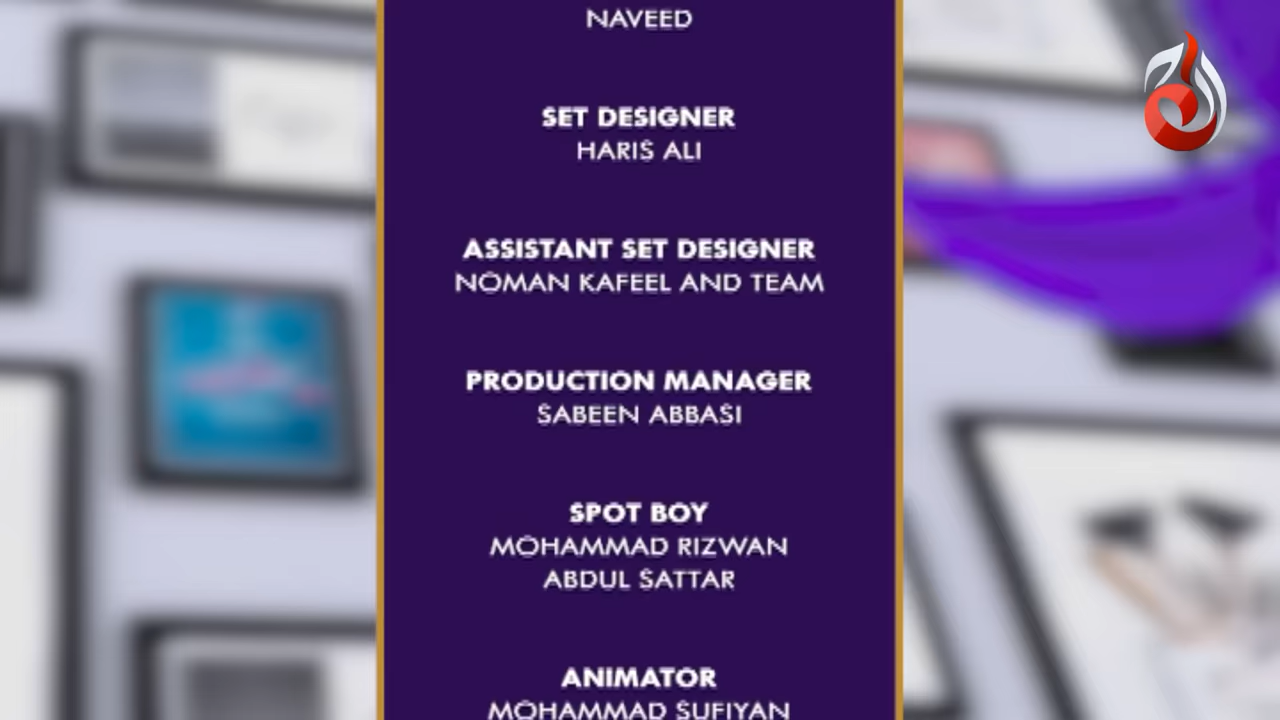 NAVEED
SET DESIGNER
HARIS ALI
ASSISTANT SET DESIGNER
NOMAN KAFEEL AND TEAM
PRODUCTION MANAGER
SABEEN ABBASI
SPOT BOY
MOHAMMAD RIZWAN
ABDUL SATTAR
ANIMATOR
MOHAMMAD SUFIYAN